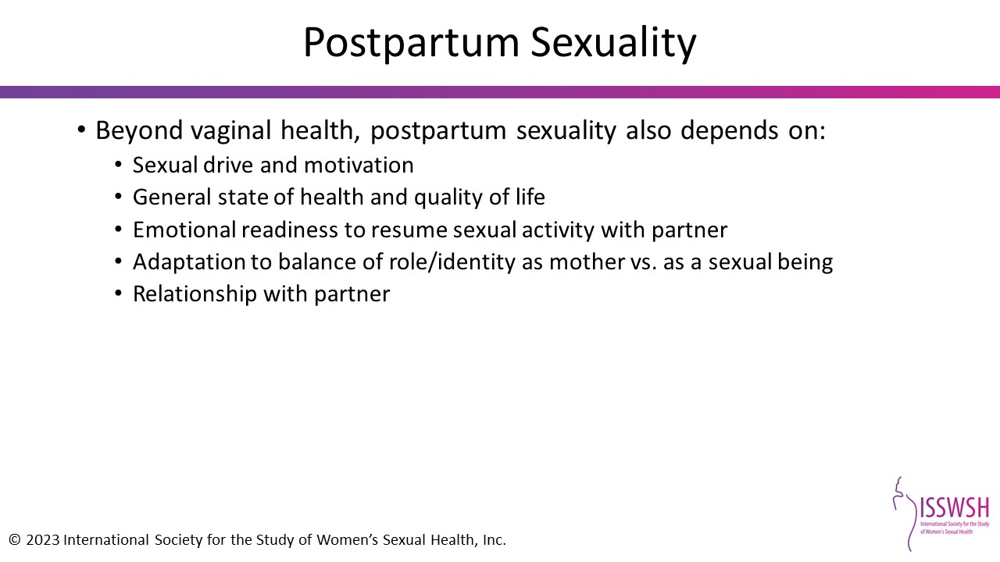 Postpartum Sexuality
• Beyond vaginal health, postpartum sexuality also depends on:
• Sexual drive and motivation
• General state of health and quality of life
• Emotional readiness to resume sexual activity with partner
• Adaptation to balance of role/identity as mother vs. as a sexual being
• Relationship with partner
ISSWSH
International Society for the Study
of Women's Sexual Health
© 2023 International Society for the Study of Women’s Sexual Health, Inc.